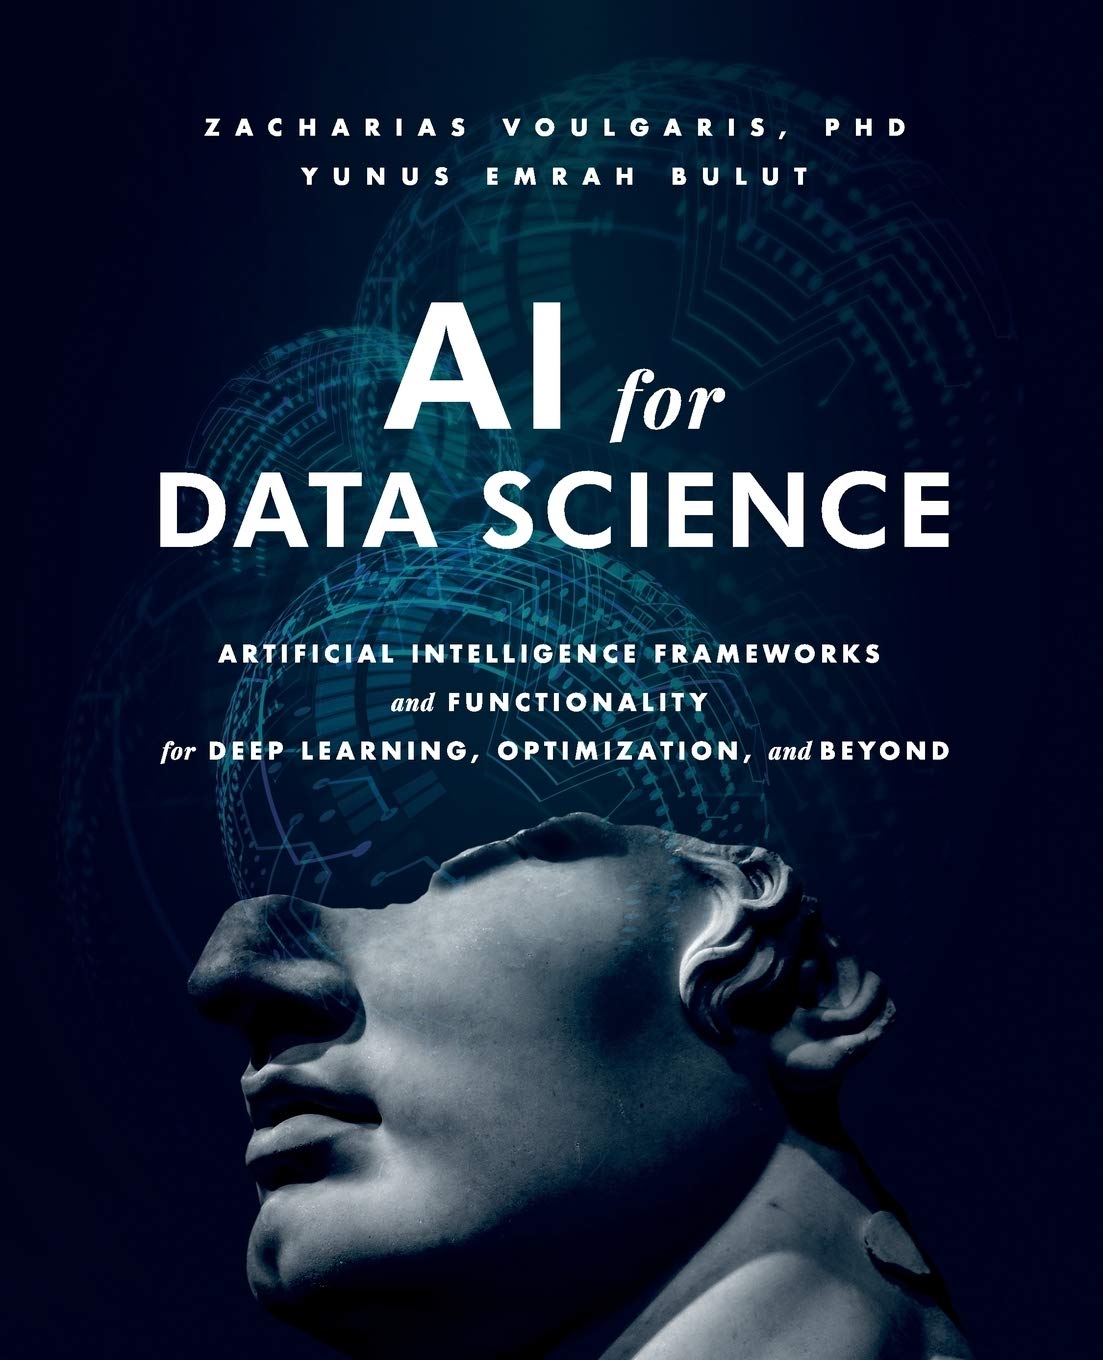 ZACHARIAS VOULGARIS, PHD
YUNUS EMRAH BULUT
AI for
DATA SCIENCE
ARTIFICIAL INTELLIGENCE FRAMEWORKS
and FUNCTIONALITY
for DEEP LEARNING, OPTIMIZATION, and BEYOND